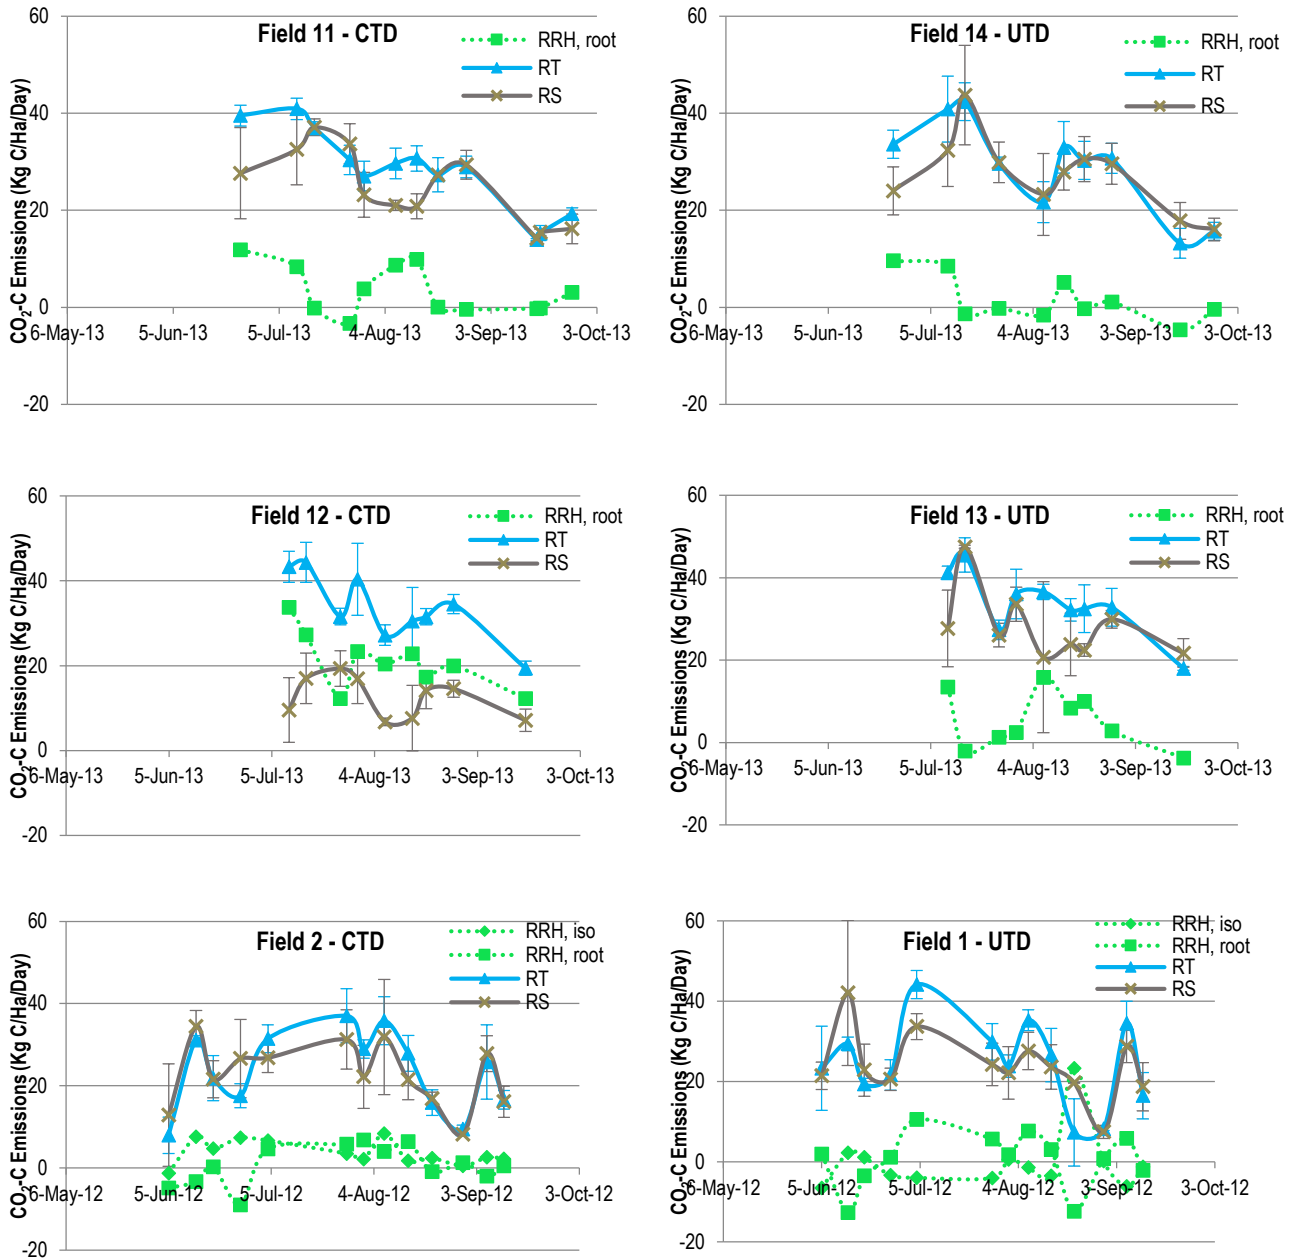 Field 11 - CTD
RRH, root
RT
RS
CO₂-C Emissions (Kg C/Ha/Day)
60
40
20
0
-20
6-May-13 5-Jun-13 5-Jul-13 4-Aug-13 3-Sep-13 3-Oct-13
Field 14 - UTD
RRH, root
RT
RS
CO₂-C Emissions (Kg C/Ha/Day)
60
40
20
0
-20
6-May-13 5-Jun-13 5-Jul-13 4-Aug-13 3-Sep-13 3-Oct-13
Field 12 - CTD
RRH, root
RT
RS
CO₂-C Emissions (Kg C/Ha/Day)
60
40
20
0
-20
6-May-13 5-Jun-13 5-Jul-13 4-Aug-13 3-Sep-13 3-Oct-13
Field 13 - UTD
RRH, root
RT
RS
CO₂-C Emissions (Kg C/Ha/Day)
60
40
20
0
-20
6-May-13 5-Jun-13 5-Jul-13 4-Aug-13 3-Sep-13 3-Oct-13
Field 2 - CTD
RRH, iso
RRH, root
RT
RS
CO₂-C Emissions (Kg C/Ha/Day)
60
40
20
0
-20
6-May-12 5-Jun-12 5-Jul-12 4-Aug-12 3-Sep-12 3-Oct-12
Field 1 - UTD
RRH, iso
RRH, root
RT
RS
CO₂-C Emissions (Kg C/Ha/Day)
60
40
20
0
-20
6-May-12 5-Jun-12 5-Jul-12 4-Aug-12 3-Sep-12 3-Oct-12